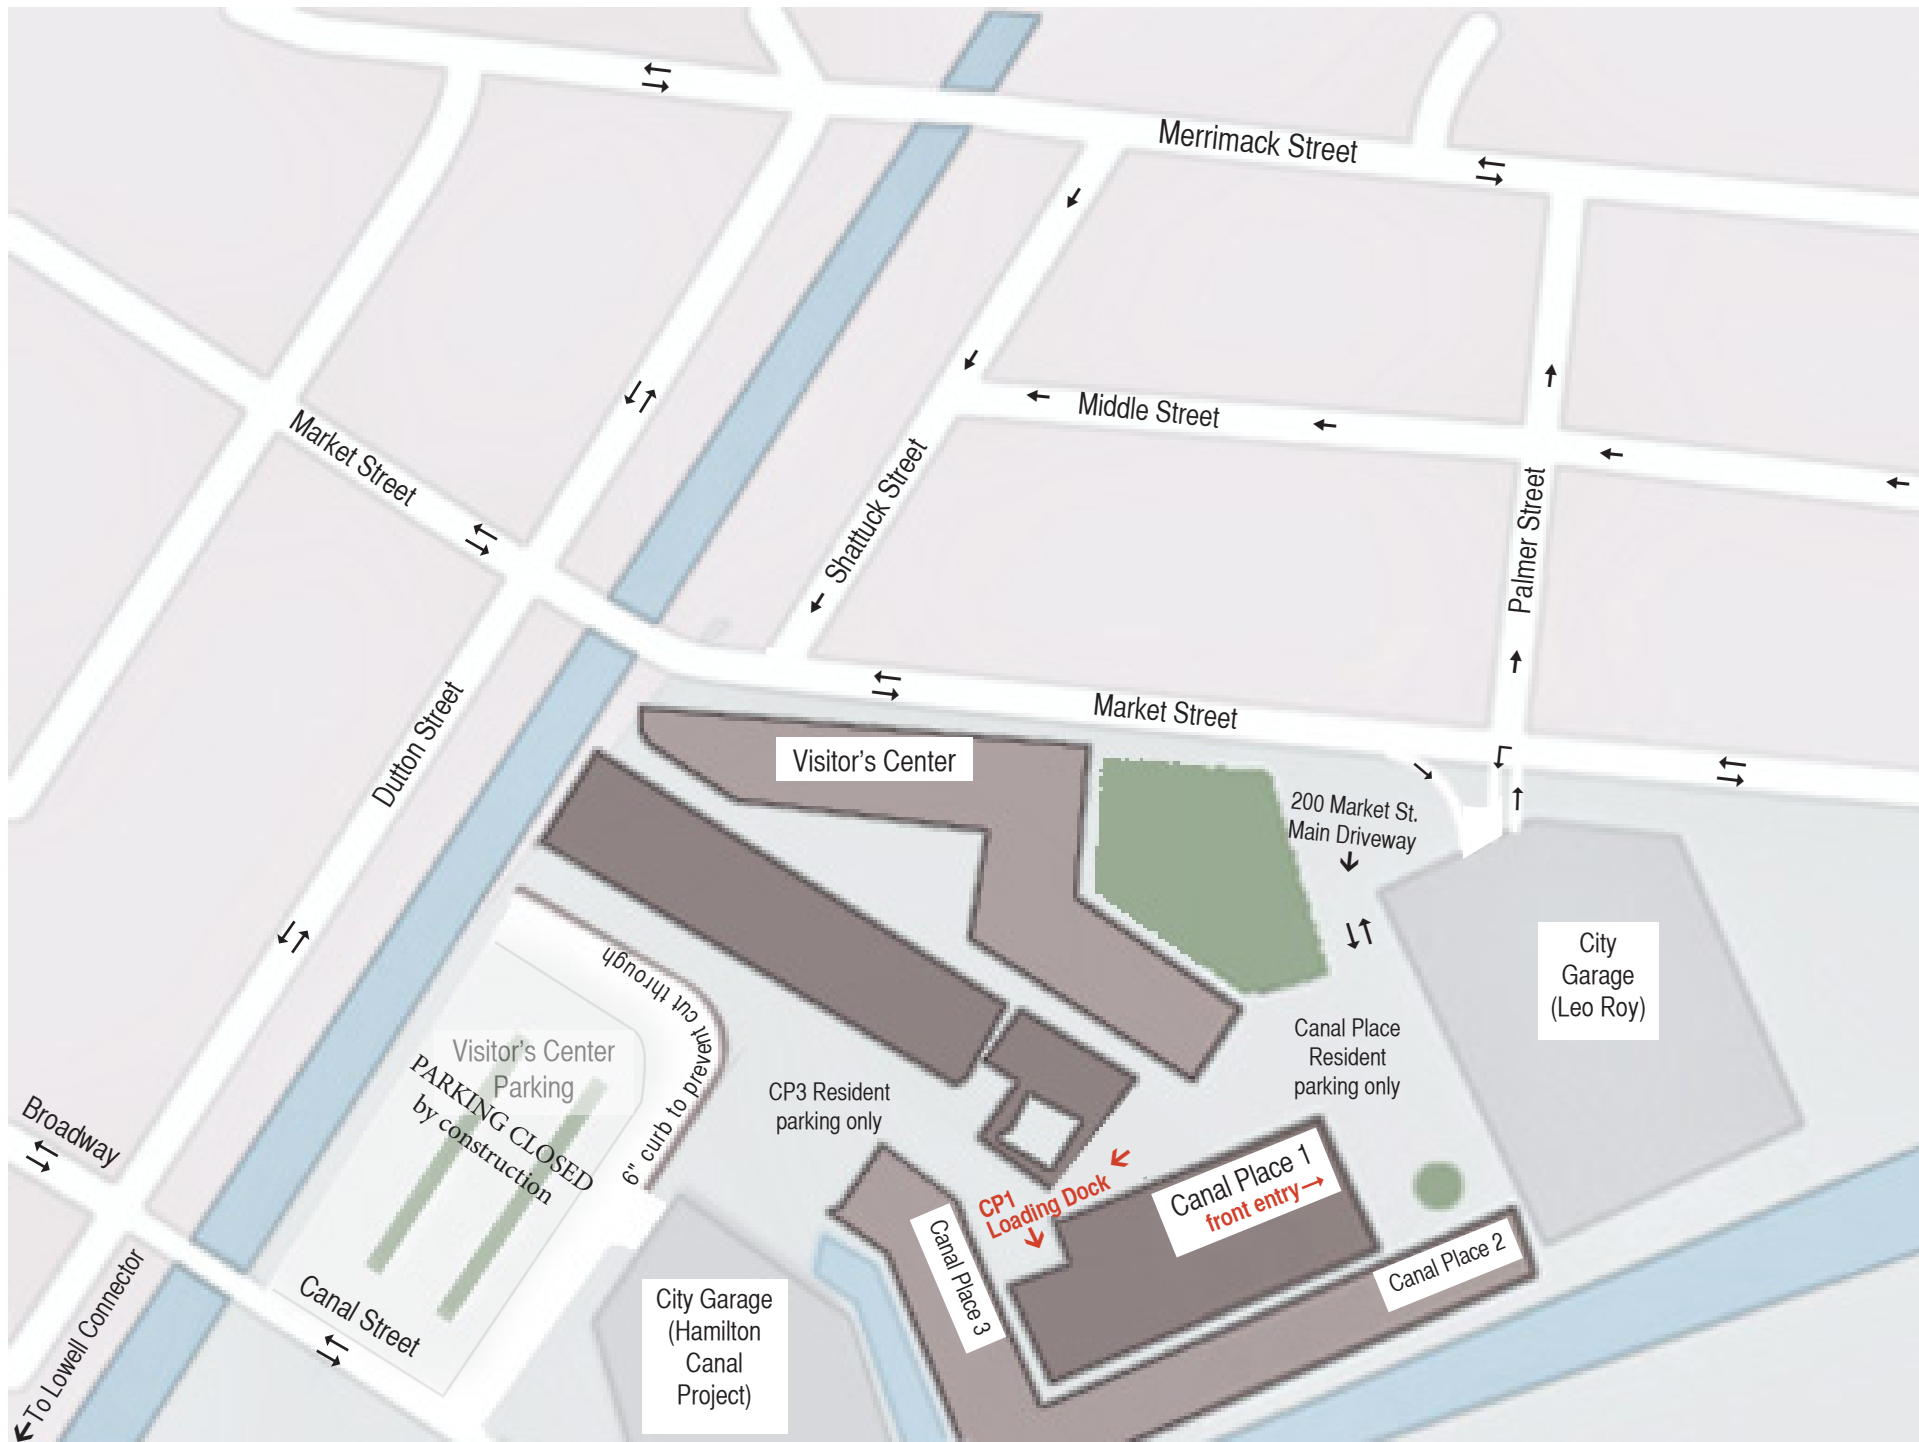 Merrimack Street
Middle Street
Market Street
Shattuck Street
Palmer Street
Market Street
Dutton Street
Visitor's Center
200 Market St.
Main Driveway
City
Garage
(Leo Roy)
6" curb to prevent cut through
Canal Place
Resident
parking only
Visitor's Center
Parking
PARKING CLOSED
by construction
CP3 Resident
parking only
Broadway
CP1
Loading Dock
Canal Place 1
front entry
Canal Place 2
Canal Place 3
Canal Street
To Lowell Connector
City Garage
(Hamilton
Canal
Project)